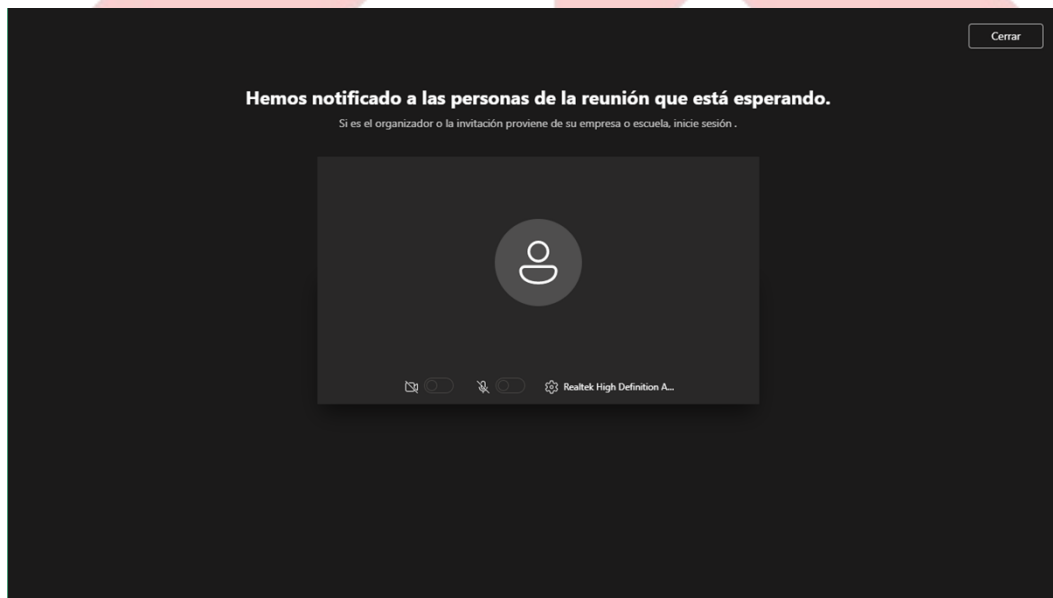 Cerrar
Hemos notificado a las personas de la reunión que está esperando.
Si es el organizador o la invitación proviene de su empresa o escuela, inicie sesión .
Realtek High Definition A...